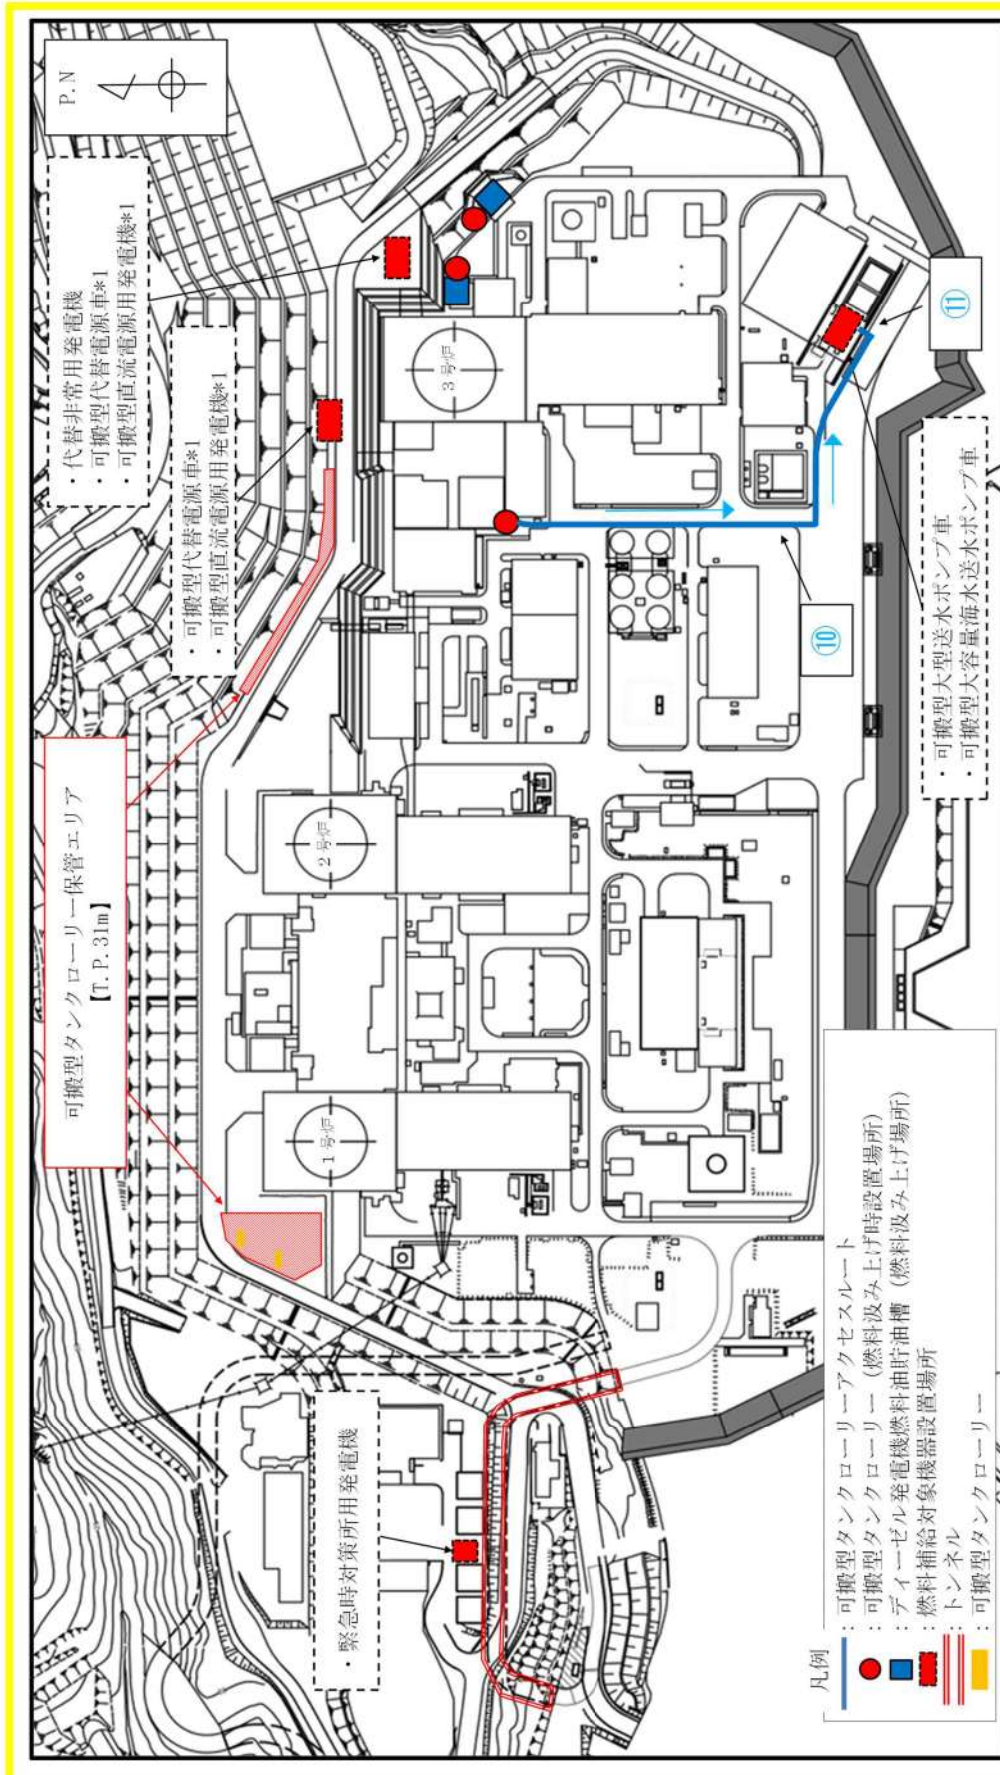 P.N
・代替非常用発電機
・可搬型代替電源車*1
・可搬型直流電源用発電機*1
・可搬型代替電源車*1
・可搬型直流電源用発電機*1
可搬型タンクローリー保管エリア
【T.P.31m】
・緊急時対策所用発電機
1号炉
2号炉
3号炉
⑩
⑪
・可搬型大型送水ポンプ車
・可搬型大容量海水送水ポンプ車
凡例
：可搬型タンクローリーアクセスルート
：可搬型タンクローリー（燃料汲み上げ時設置場所）
：ディーゼル発電機燃料油貯油槽（燃料汲み上げ場所）
：燃料補給対象機器設置場所
：トンネル
：可搬型タンクローリー